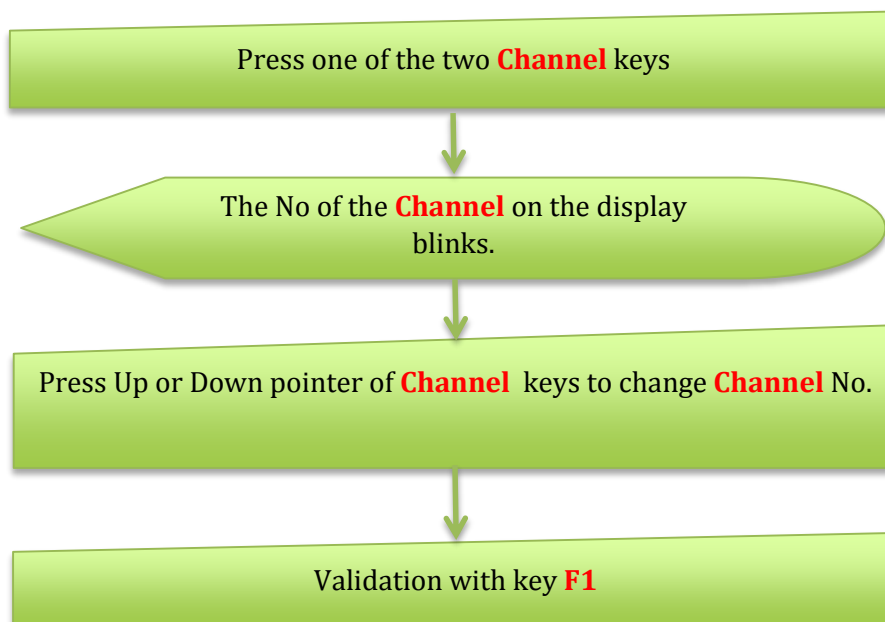 Press one of the two Channel keys
The No of the Channel on the display
blinks.
Press Up or Down pointer of Channel keys to change Channel No.
Validation with key F1